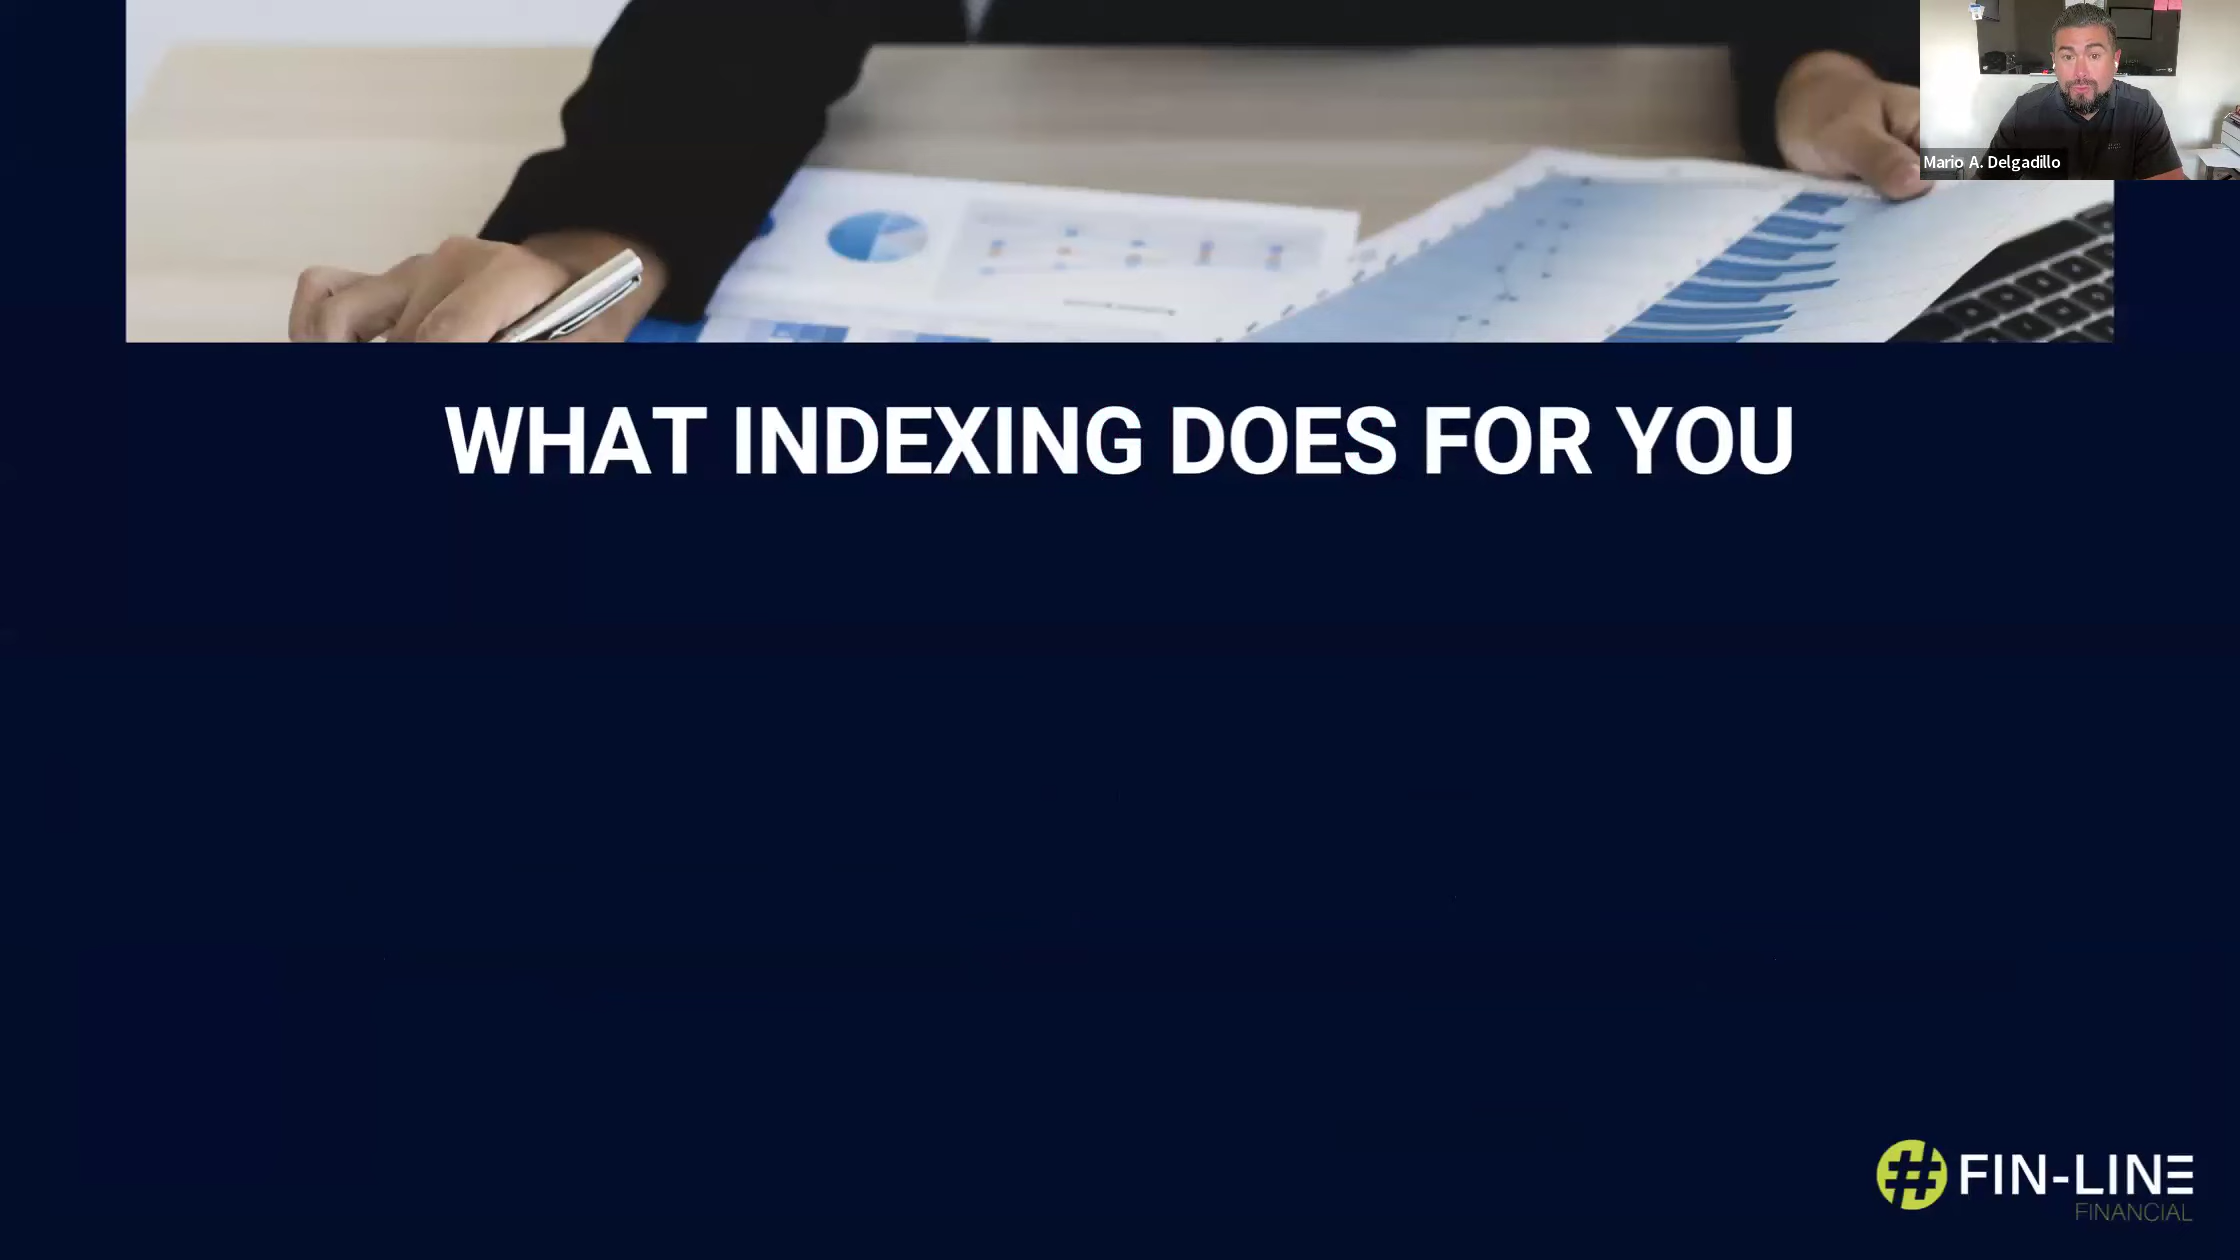 Mario A. Delgadillo
WHAT INDEXING DOES FOR YOU
#FIN-LINE
FINANCIAL